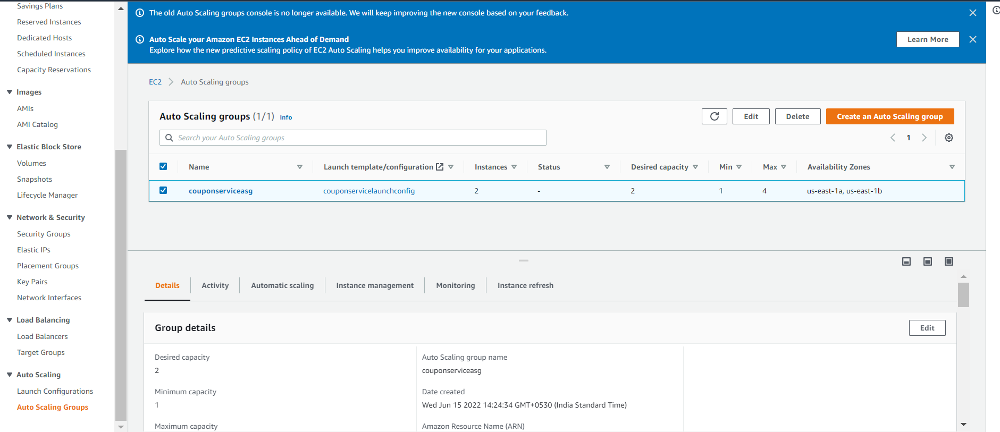 Savings Plans
Reserved Instances
Dedicated Hosts
Scheduled Instances
Capacity Reservations
Images
AMIs
AMI Catalog
Elastic Block Store
Volumes
Snapshots
Lifecycle Manager
Network & Security
Security Groups
Elastic IPs
Placement Groups
Key Pairs
Network Interfaces
Load Balancing
Load Balancers
Target Groups
Auto Scaling
Launch Configurations
Auto Scaling Groups
The old Auto Scaling groups console is no longer available. We will keep improving the new console based on your feedback.
Auto Scale your Amazon EC2 Instances Ahead of Demand
Explore how the new predictive scaling policy of EC2 Auto Scaling helps you improve availability for your applications.
Learn More
EC2 Auto Scaling groups
Auto Scaling groups (1/1) Info
Edit Delete Create an Auto Scaling group
Search your Auto Scaling groups
1
Name Launch template/configuration Instances Status Desired capacity Min Max Availability Zones
couponserviceasg couponservicelaunchconfig 2 - 2 1 4 us-east-1a, us-east-1b
Details Activity Automatic scaling Instance management Monitoring Instance refresh
Group details
Edit
Desired capacity
2
Minimum capacity
1
Maximum capacity
Auto Scaling group name
couponserviceasg
Date created
Wed Jun 15 2022 14:24:34 GMT+0530 (India Standard Time)
Amazon Resource Name (ARN)